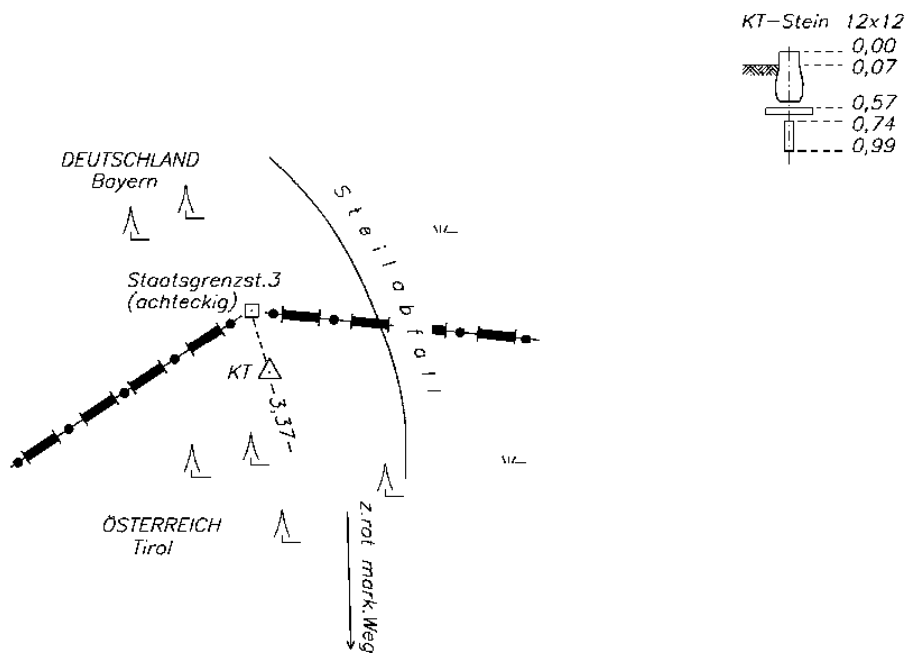 KT-Stein 12x12
0,00
0,07
0,57
0,74
0,99
DEUTSCHLAND
Bayern
Steilabfall
Staatsgrenzst.3
(achteckig)
KT
-3,37-
ÖSTERREICH
Tirol
z.rot mark.Weg